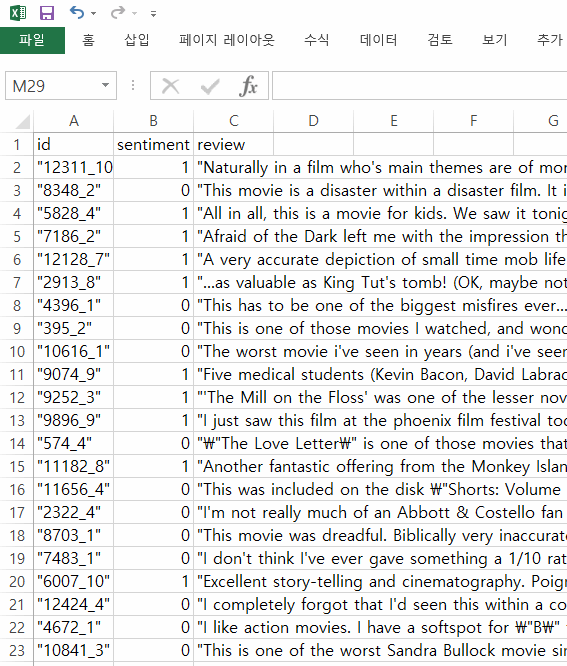 파일 홈 삽입 페이지 레이아웃 수식 데이터 검토 보기 추가
M29 fx
A B C D E F G
1 id sentiment review
2 "12311_10 1 "Naturally in a film who's main themes are of mor
3 "8348_2" 0 "This movie is a disaster within a disaster film. It i
4 "5828_4" 1 "All in all, this is a movie for kids. We saw it tonig
5 "7186_2" 1 "Afraid of the Dark left me with the impression th
6 "12128_7" 1 "A very accurate depiction of small time mob life
7 "2913_8" 1 "...as valuable as King Tut's tomb! (OK, maybe not
8 "4396_1" 0 "This has to be one of the biggest misfires ever...
9 "395_2" 0 "This is one of those movies I watched, and wond
10 "10616_1" 0 "The worst movie i've seen in years (and i've seen
11 "9074_9" 1 "Five medical students (Kevin Bacon, David Labrac
12 "9252_3" 1 "'The Mill on the Floss' was one of the lesser nov
13 "9896_9" 1 "I just saw this film at the phoenix film festival too
14 "574_4" 0 "₩"The Love Letter₩" is one of those movies that
15 "11182_8" 1 "Another fantastic offering from the Monkey Islan
16 "11656_4" 0 "This was included on the disk ₩"Shorts: Volume
17 "2322_4" 0 "I'm not really much of an Abbott & Costello fan
18 "8703_1" 0 "This movie was dreadful. Biblically very inaccurat
19 "7483_1" 0 "I don't think I've ever gave something a 1/10 rat
20 "6007_10" 1 "Excellent story-telling and cinematography. Poign
21 "12424_4" 0 "I completely forgot that I'd seen this within a co
22 "4672_1" 0 "I like action movies. I have a softspot for ₩"B₩"
23 "10841_3" 0 "This is one of the worst Sandra Bullock movie sin